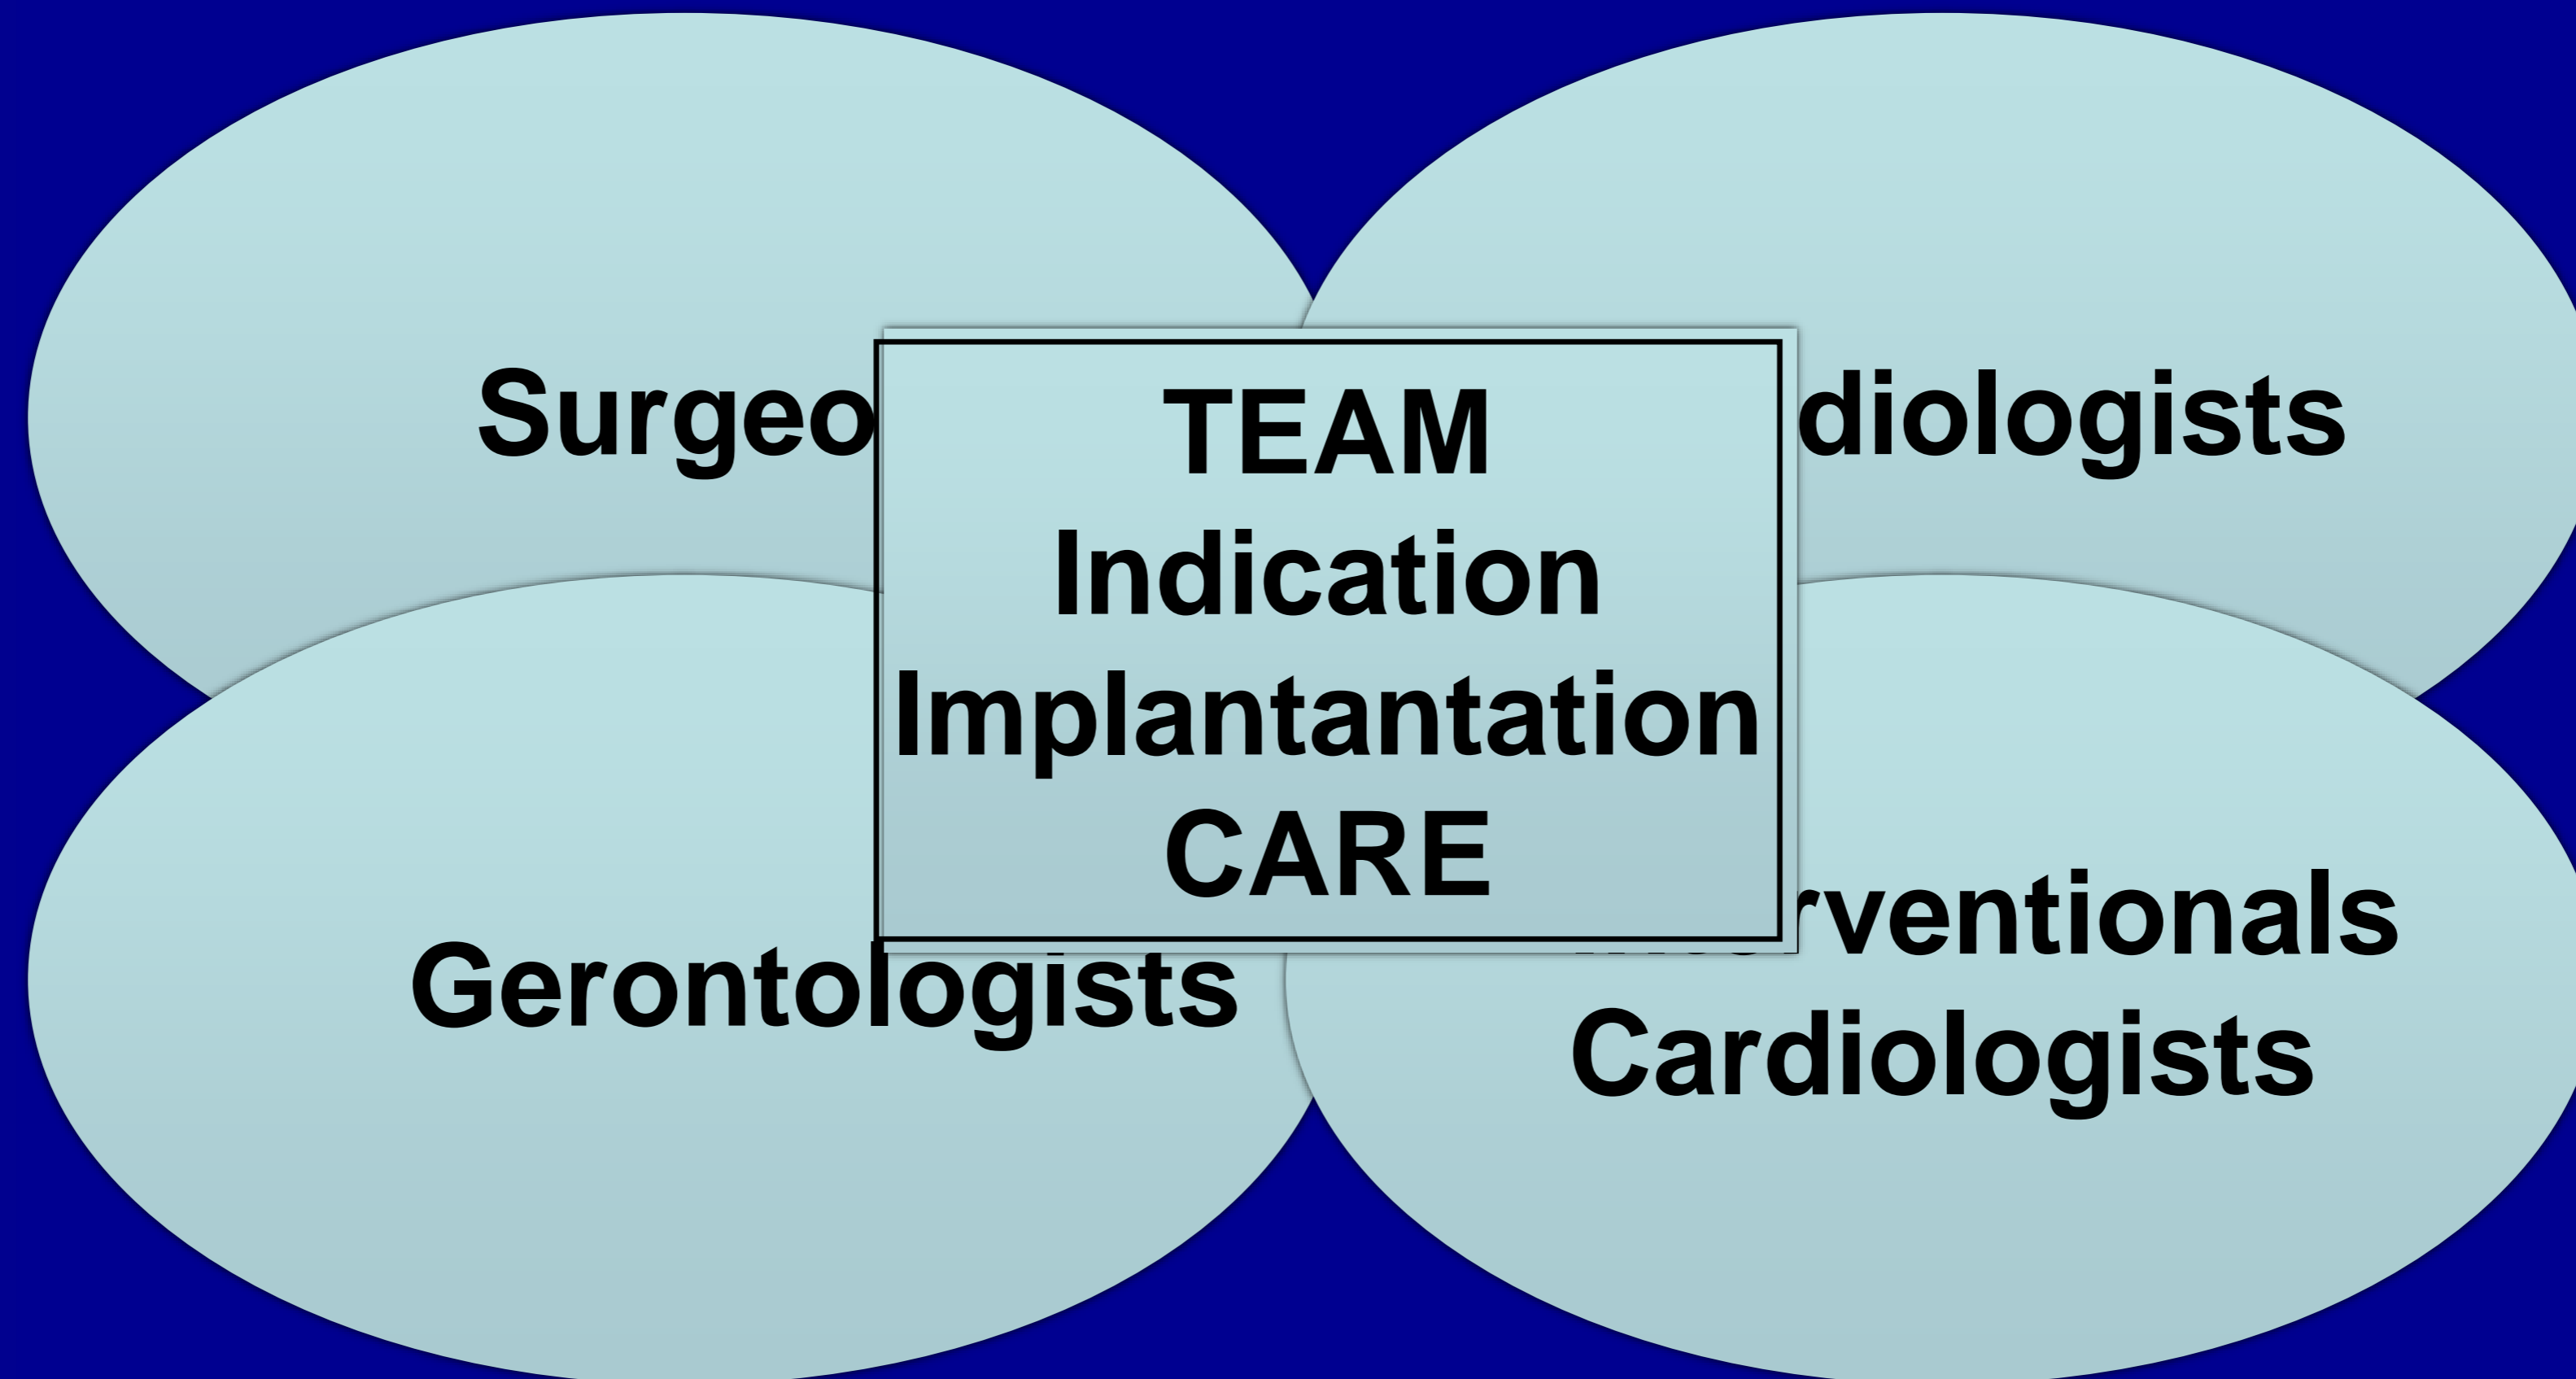 Surgeo
diologists
TEAM
Indication
Implantantation
CARE
Gerontologists
rventionals
Cardiologists